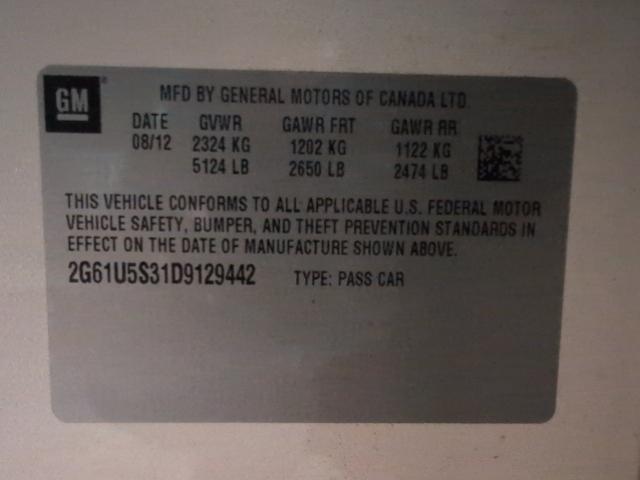 GM
MFD BY GENERAL MOTORS OF CANADA LTD.
DATE GVWR GAWR FRT GAWR RR
08/12 2324 KG 1202 KG 1122 KG
5124 LB 2650 LB 2474 LB
THIS VEHICLE CONFORMS TO ALL APPLICABLE U.S. FEDERAL MOTOR
VEHICLE SAFETY, BUMPER, AND THEFT PREVENTION STANDARDS IN
EFFECT ON THE DATE OF MANUFACTURE SHOWN ABOVE.
2G61U5S31D9129442 TYPE: PASS CAR